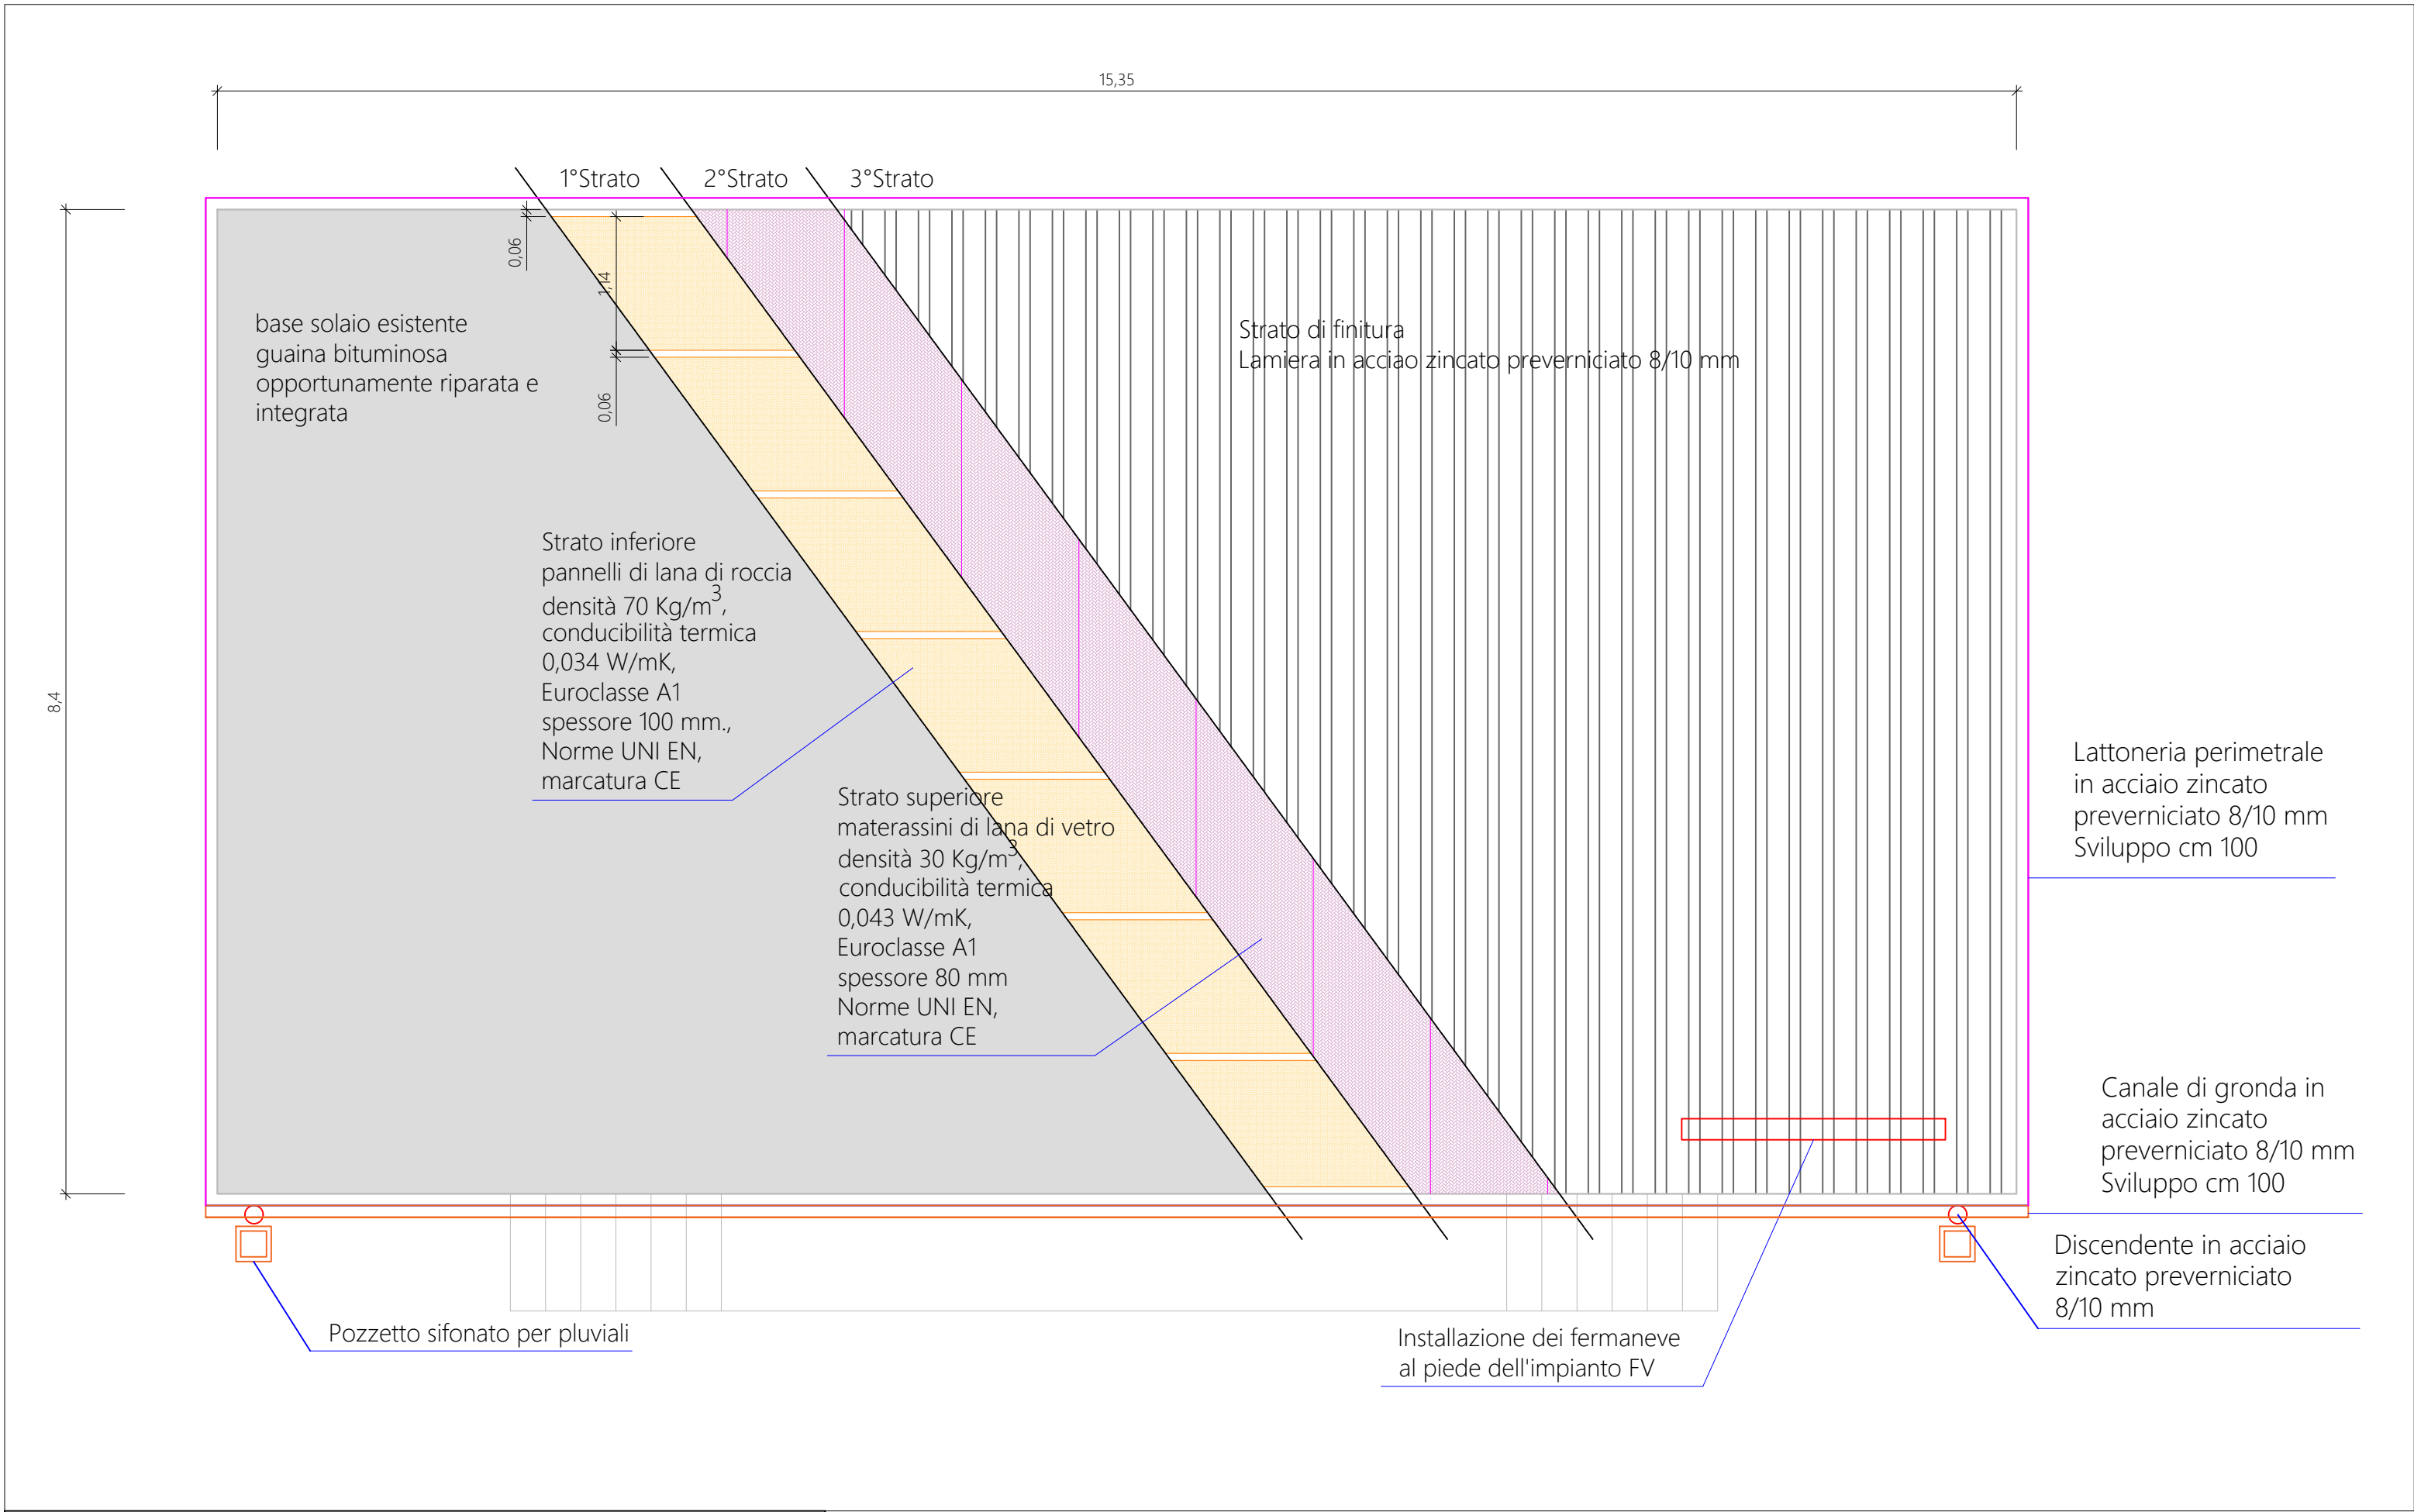 15,35
1°Strato
2°Strato
3°Strato
0,06
1,14
0,06
8,4
base solaio esistente
guaina bituminosa
opportunamente riparata e
integrata
Strato di finitura
Lamiera in acciao zincato preverniciato 8/10 mm
Strato inferiore
pannelli di lana di roccia
densità 70 Kg/m³,
conducibilità termica
0,034 W/mK,
Euroclasse A1
spessore 100 mm.,
Norme UNI EN,
marcatura CE
Strato superiore
materassini di lana di vetro
densità 30 Kg/m³,
conducibilità termica
0,043 W/mK,
Euroclasse A1
spessore 80 mm
Norme UNI EN,
marcatura CE
Lattoneria perimetrale
in acciaio zincato
preverniciato 8/10 mm
Sviluppo cm 100
Canale di gronda in
acciaio zincato
preverniciato 8/10 mm
Sviluppo cm 100
Discendente in acciaio
zincato preverniciato
8/10 mm
Pozzetto sifonato per pluviali
Installazione dei fermaneve
al piede dell'impianto FV